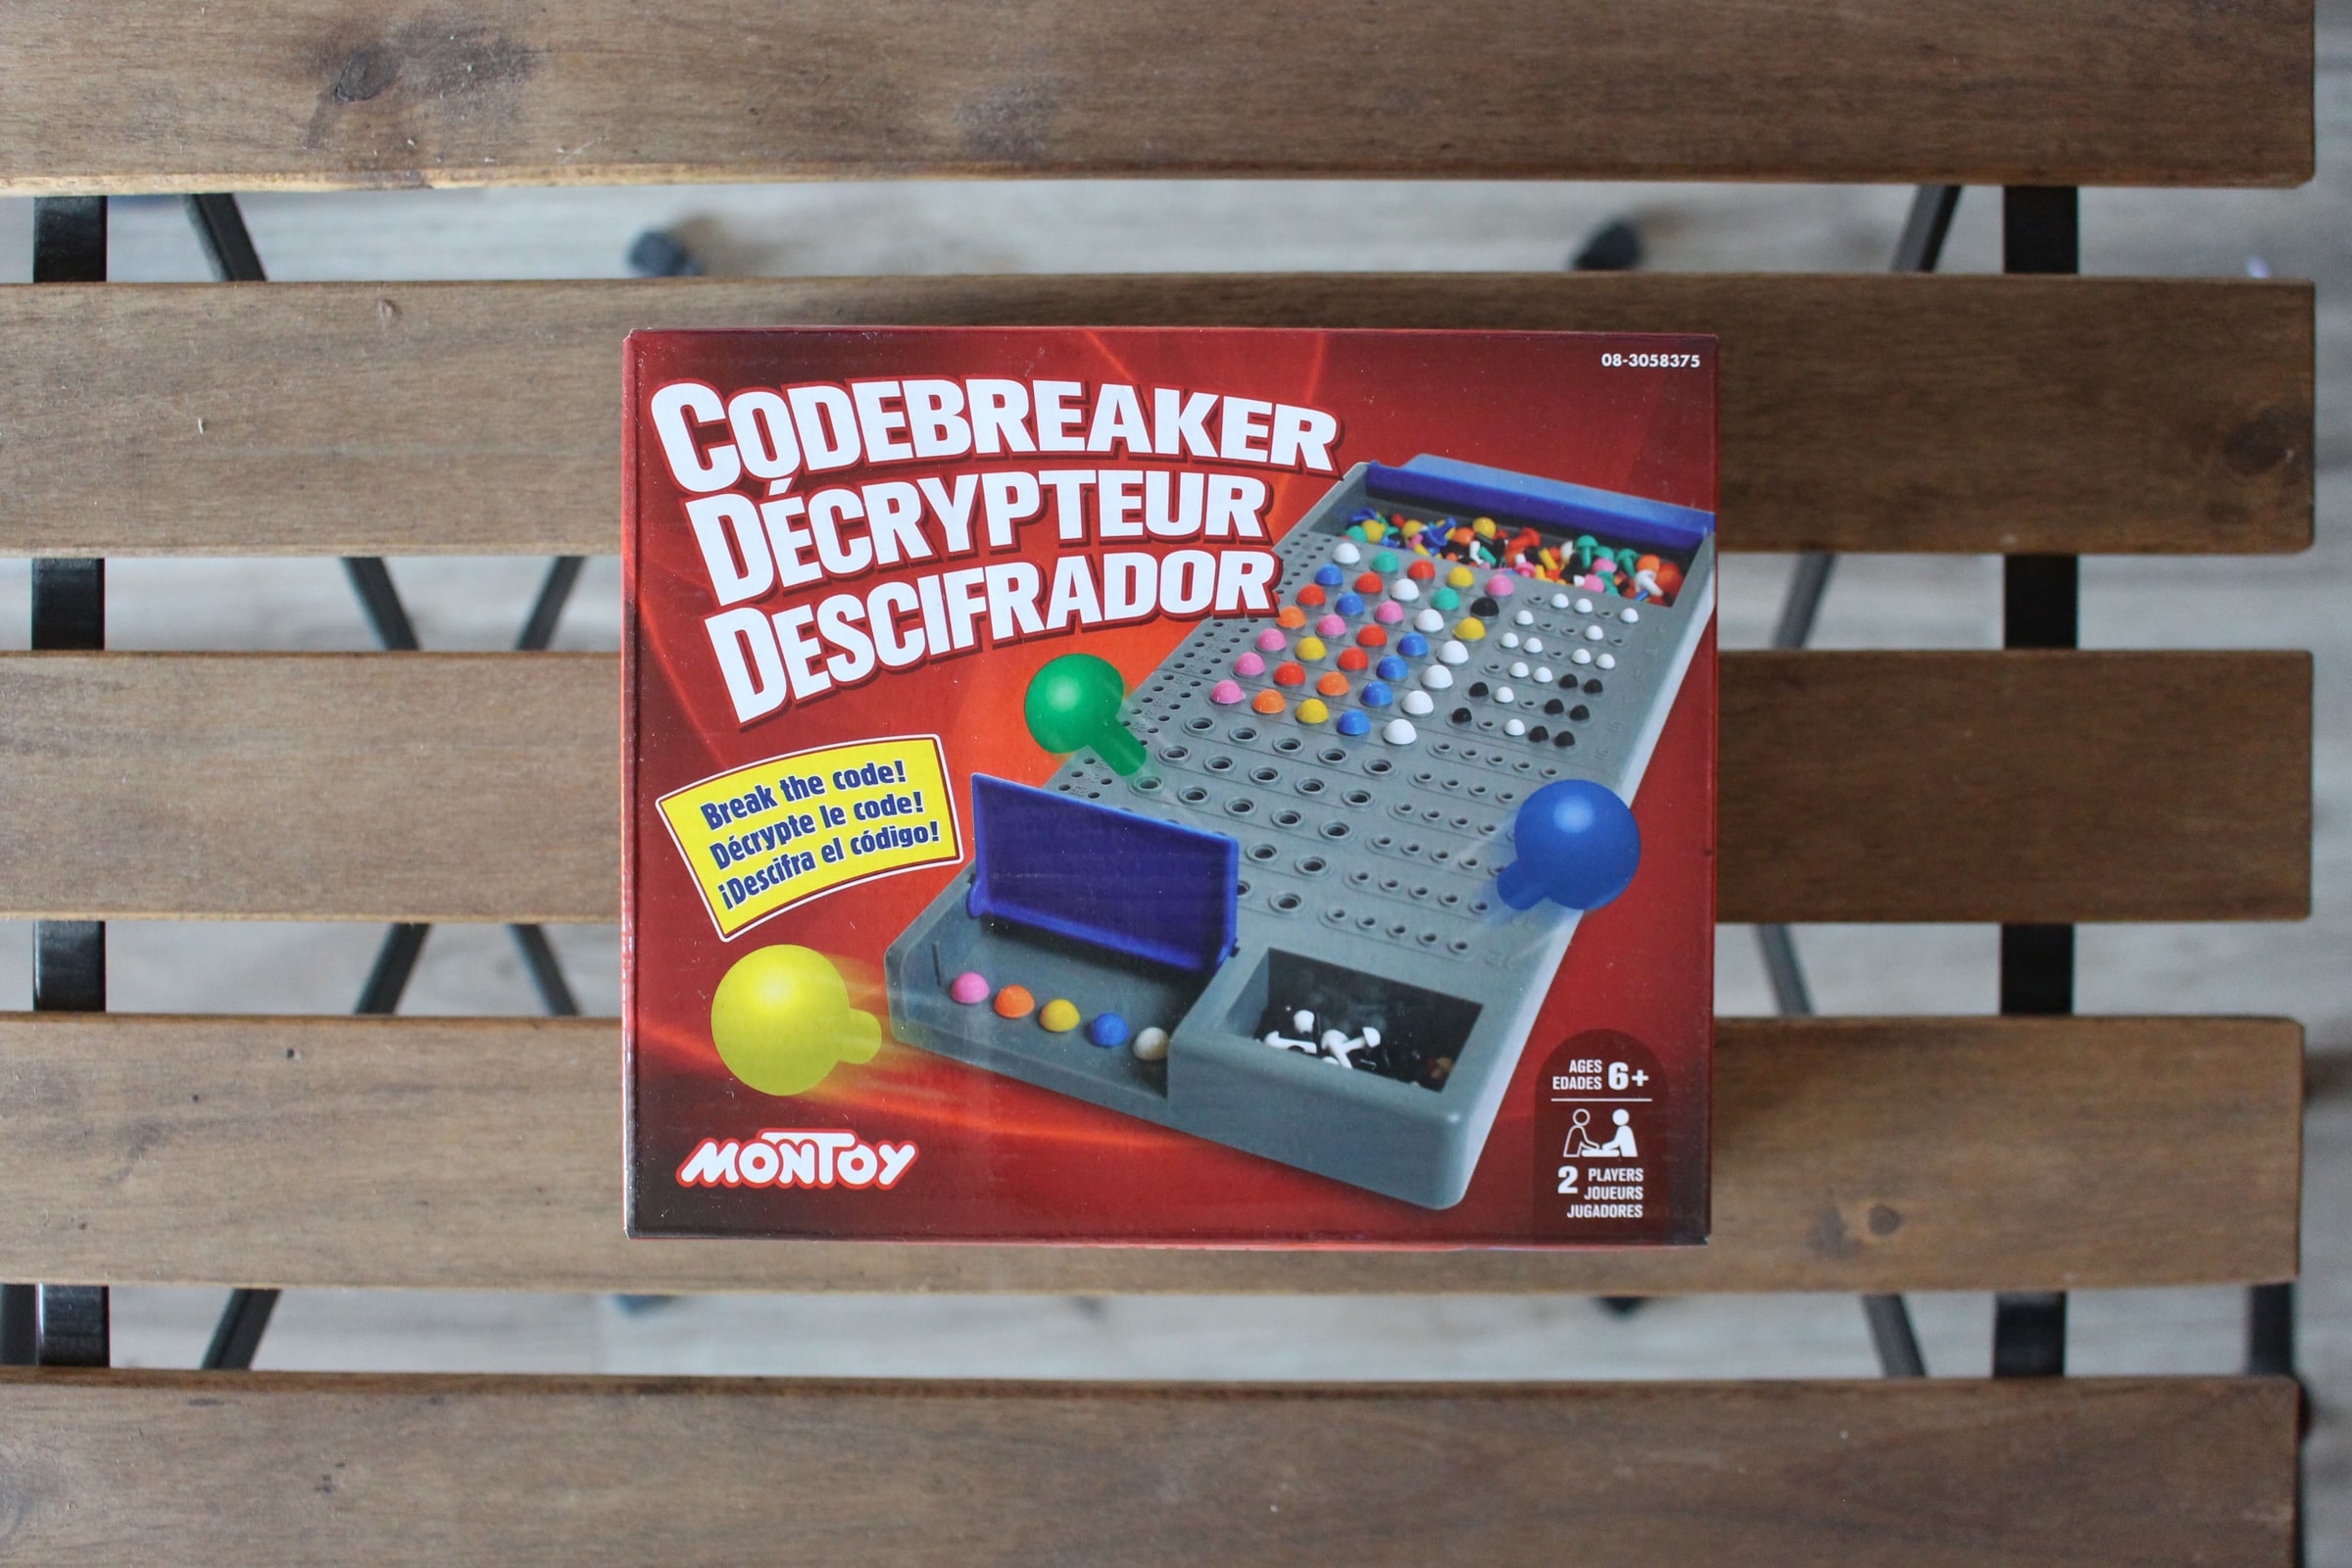 08-3058375
CODEBREAKER
DÉCRYPTEUR
DESCIFRADOR
Break the code!
Décrypte le code!
¡Descifra el código!
MONTOY
AGES
EDADES 6+
2 PLAYERS
JOUEURS
JUGADORES